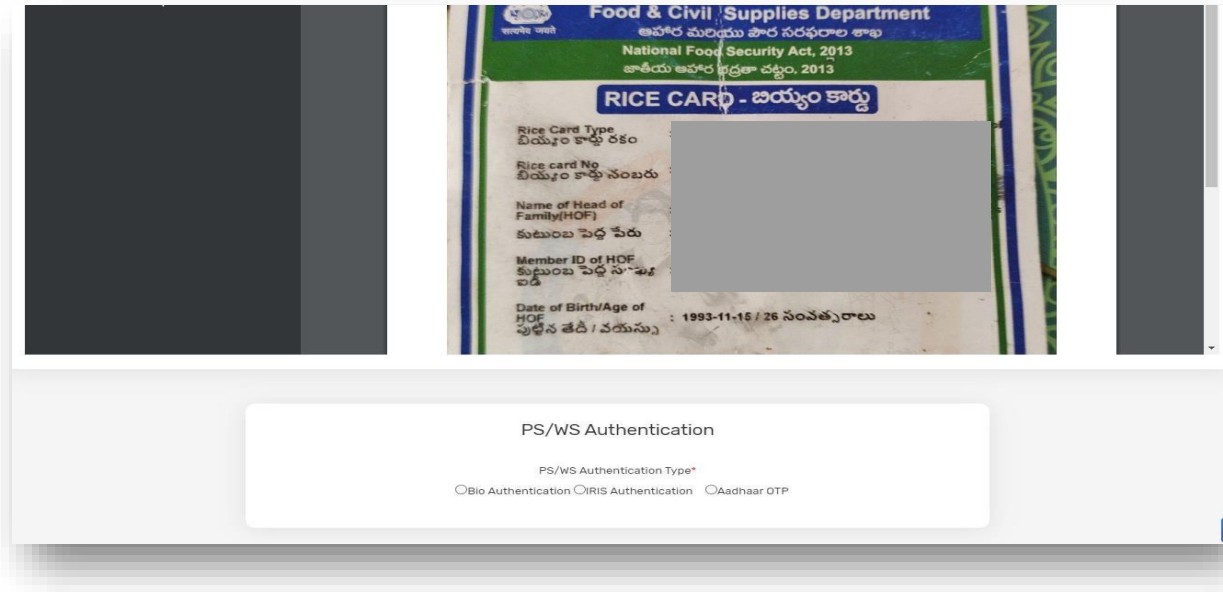 Food & Civil Supplies Department
सत्यमेव जयते
ఆహార మరియు పౌర సరఫరాల శాఖ
National Food Security Act, 2013
జాతీయ ఆహార భద్రతా చట్టం, 2013
RICE CARD - బియ్యం కార్డు
Rice Card Type
బియ్యం కార్డు రకం
Rice card No
బియ్యం కార్డు నంబరు
Name of Head of
Family(HOF)
కుటుంబ పెద్ద పేరు
Member ID of HOF
కుటుంబ పెద్ద
ఐడీ
Date of Birth/Age of
HOF : 1993-11-15 / 26 సంవత్సరాలు
పుట్టిన తేదీ / వయస్సు
PS/WS Authentication
PS/WS Authentication Type*
Bio Authentication IRIS Authentication Aadhaar OTP